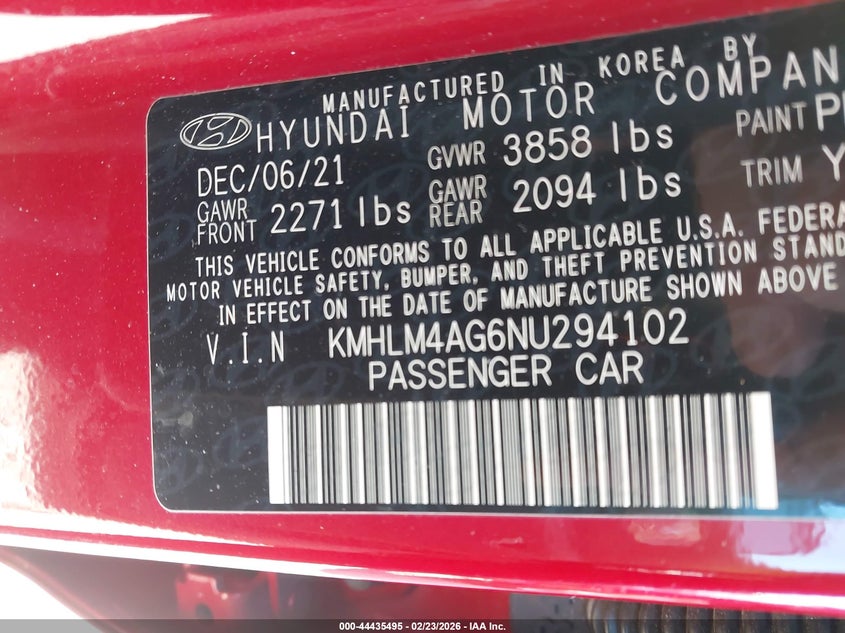 MANUFACTURED IN KOREA BY
HYUNDAI MOTOR COMPAN
DEC/06/21 GVWR 3858 lbs PAINT
GAWR FRONT 2271 lbs GAWR REAR 2094 lbs TRIM Y
THIS VEHICLE CONFORMS TO ALL APPLICABLE U.S.A. FEDERA
MOTOR VEHICLE SAFETY, BUMPER, AND THEFT PREVENTION STAND
IN EFFECT ON THE DATE OF MANUFACTURE SHOWN ABOVE
V.I.N KMHLM4AG6NU294102
PASSENGER CAR
000-44435495 - 02/23/2026 - IAA Inc.